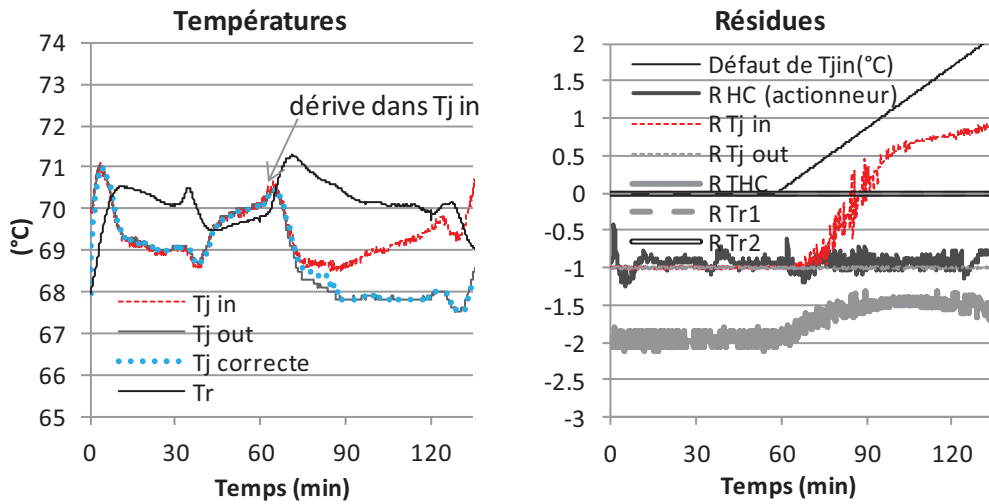 Températures
74
73
72
71
70
69
68
67
66
65
(°C)
dérive dans Tj in
Tj in
Tj out
Tj correcte
Tr
0
30
60
90
120
Temps (min)
Résidues
2
1.5
1
0.5
0
-0.5
-1
-1.5
-2
-2.5
-3
Défaut de Tjin(°C)
R HC (actionneur)
R Tj in
R Tj out
R THC
R Tr1
R Tr2
0
30
60
90
120
Temps (min)